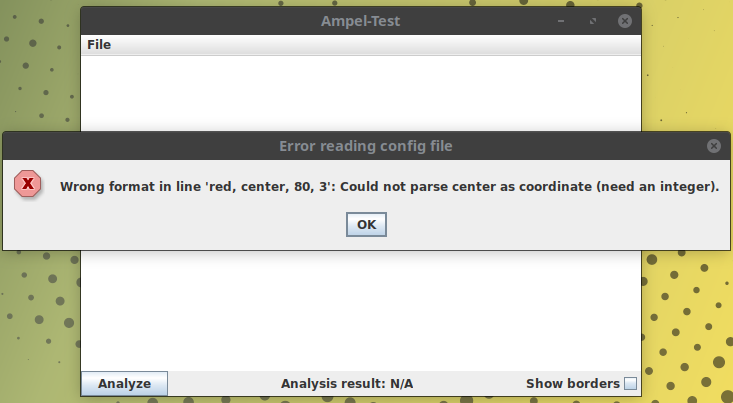 Ampel-Test
File
Error reading config file
Wrong format in line 'red, center, 80, 3': Could not parse center as coordinate (need an integer).
OK
Analyze Analysis result: N/A Show borders